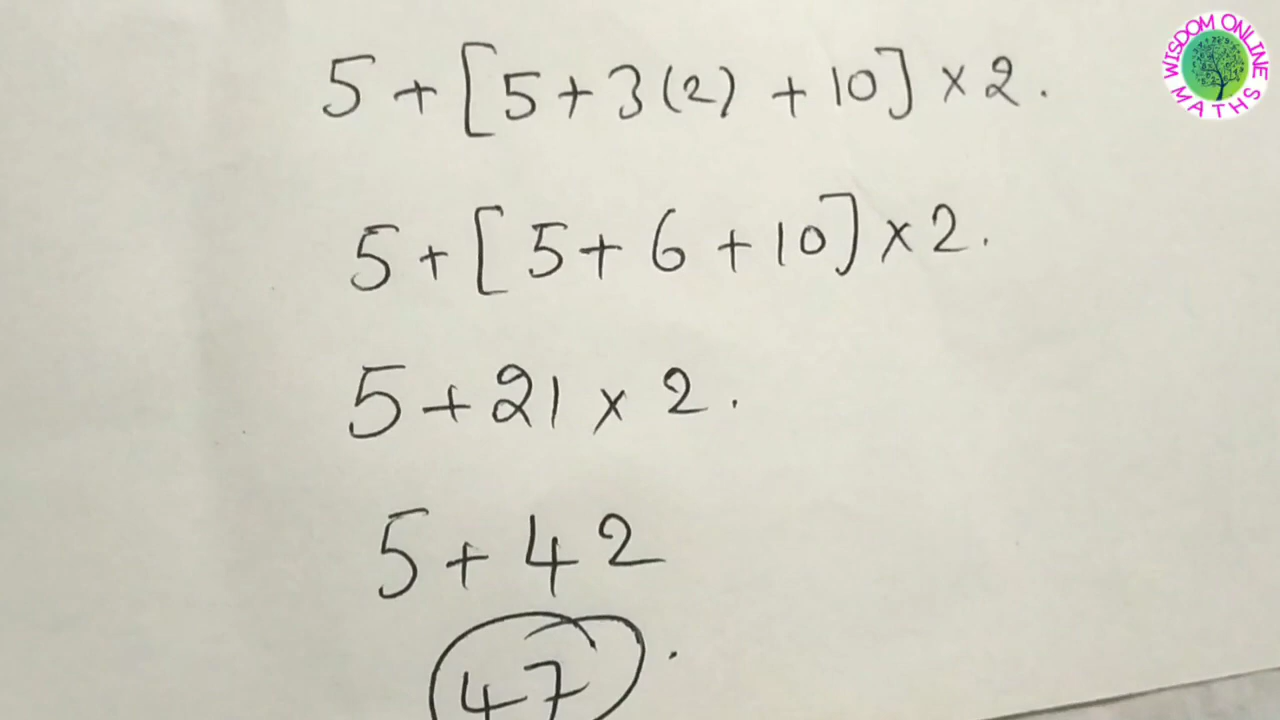 WISDOM ONLINE MATHS
5 + [5 + 3(2) + 10] × 2.
5 + [5 + 6 + 10] × 2.
5 + 21 × 2.
5 + 42
47.